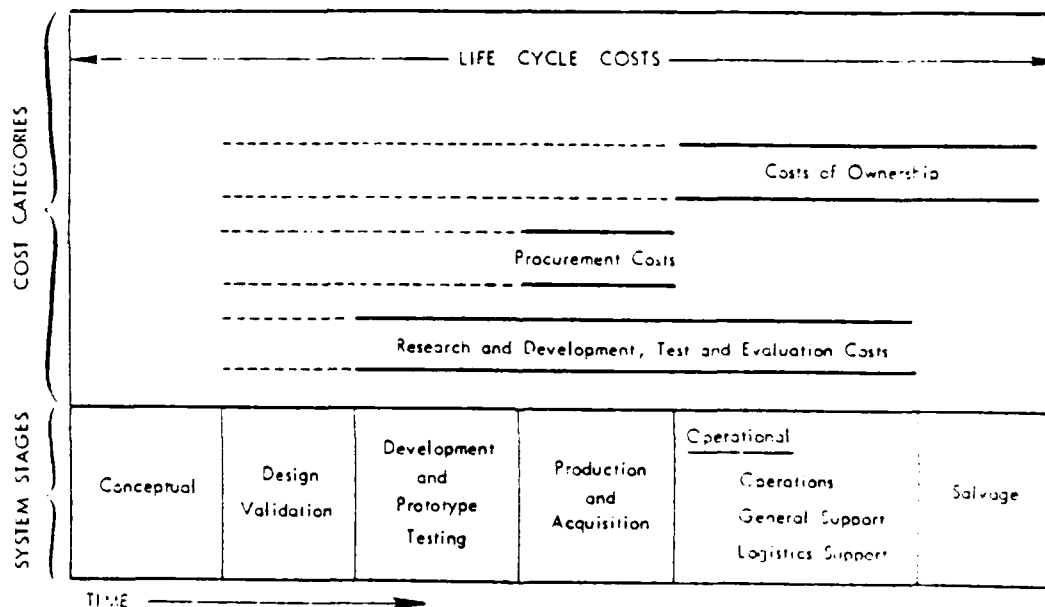 LIFE CYCLE COSTS
COST CATEGORIES
Costs of Ownership
Procurement Costs
Research and Development, Test and Evaluation Costs
SYSTEM STAGES
Conceptual
Design
Validation
Development
and
Prototype
Testing
Production
and
Acquisition
Operational
Operations
General Support
Logistics Support
Salvage
TIME